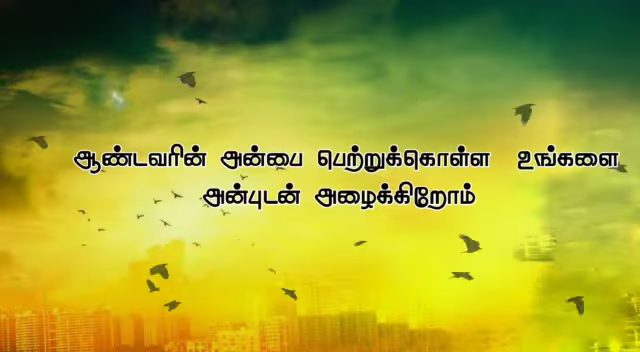 ஆண்டவரின் அன்பை பெற்றுக்கொள்ள உங்களை
அன்புடன் அழைக்கிறோம்